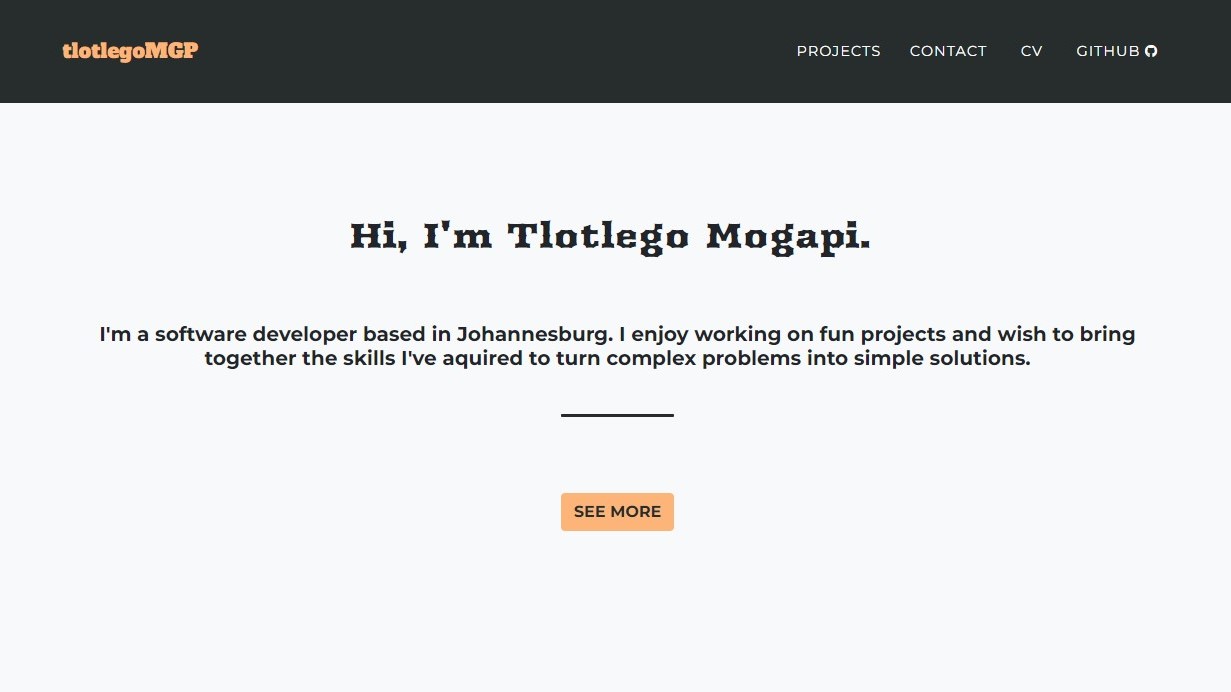 tlotlegoMGP
PROJECTS CONTACT CV GITHUB
Hi, I'm Tlotlego Mogapi.
I'm a software developer based in Johannesburg. I enjoy working on fun projects and wish to bring
together the skills I've aquired to turn complex problems into simple solutions.
SEE MORE